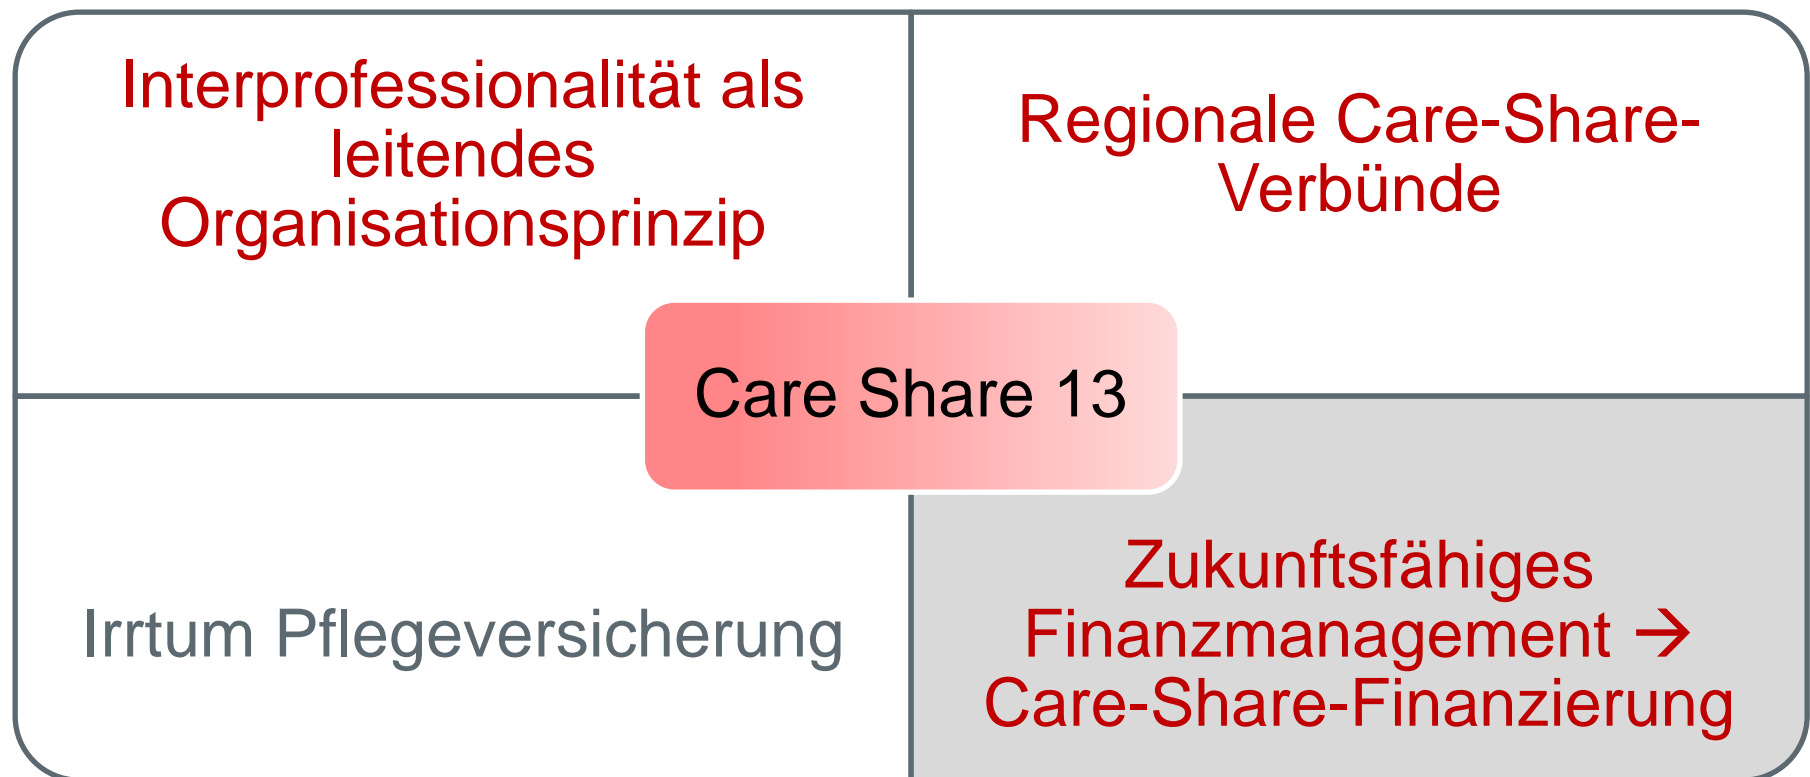 Interprofessionalität als
leitendes
Organisationsprinzip
Regionale Care-Share-
Verbünde
Care Share 13
Irrtum Pflegeversicherung
Zukunftsfähiges
Finanzmanagement →
Care-Share-Finanzierung